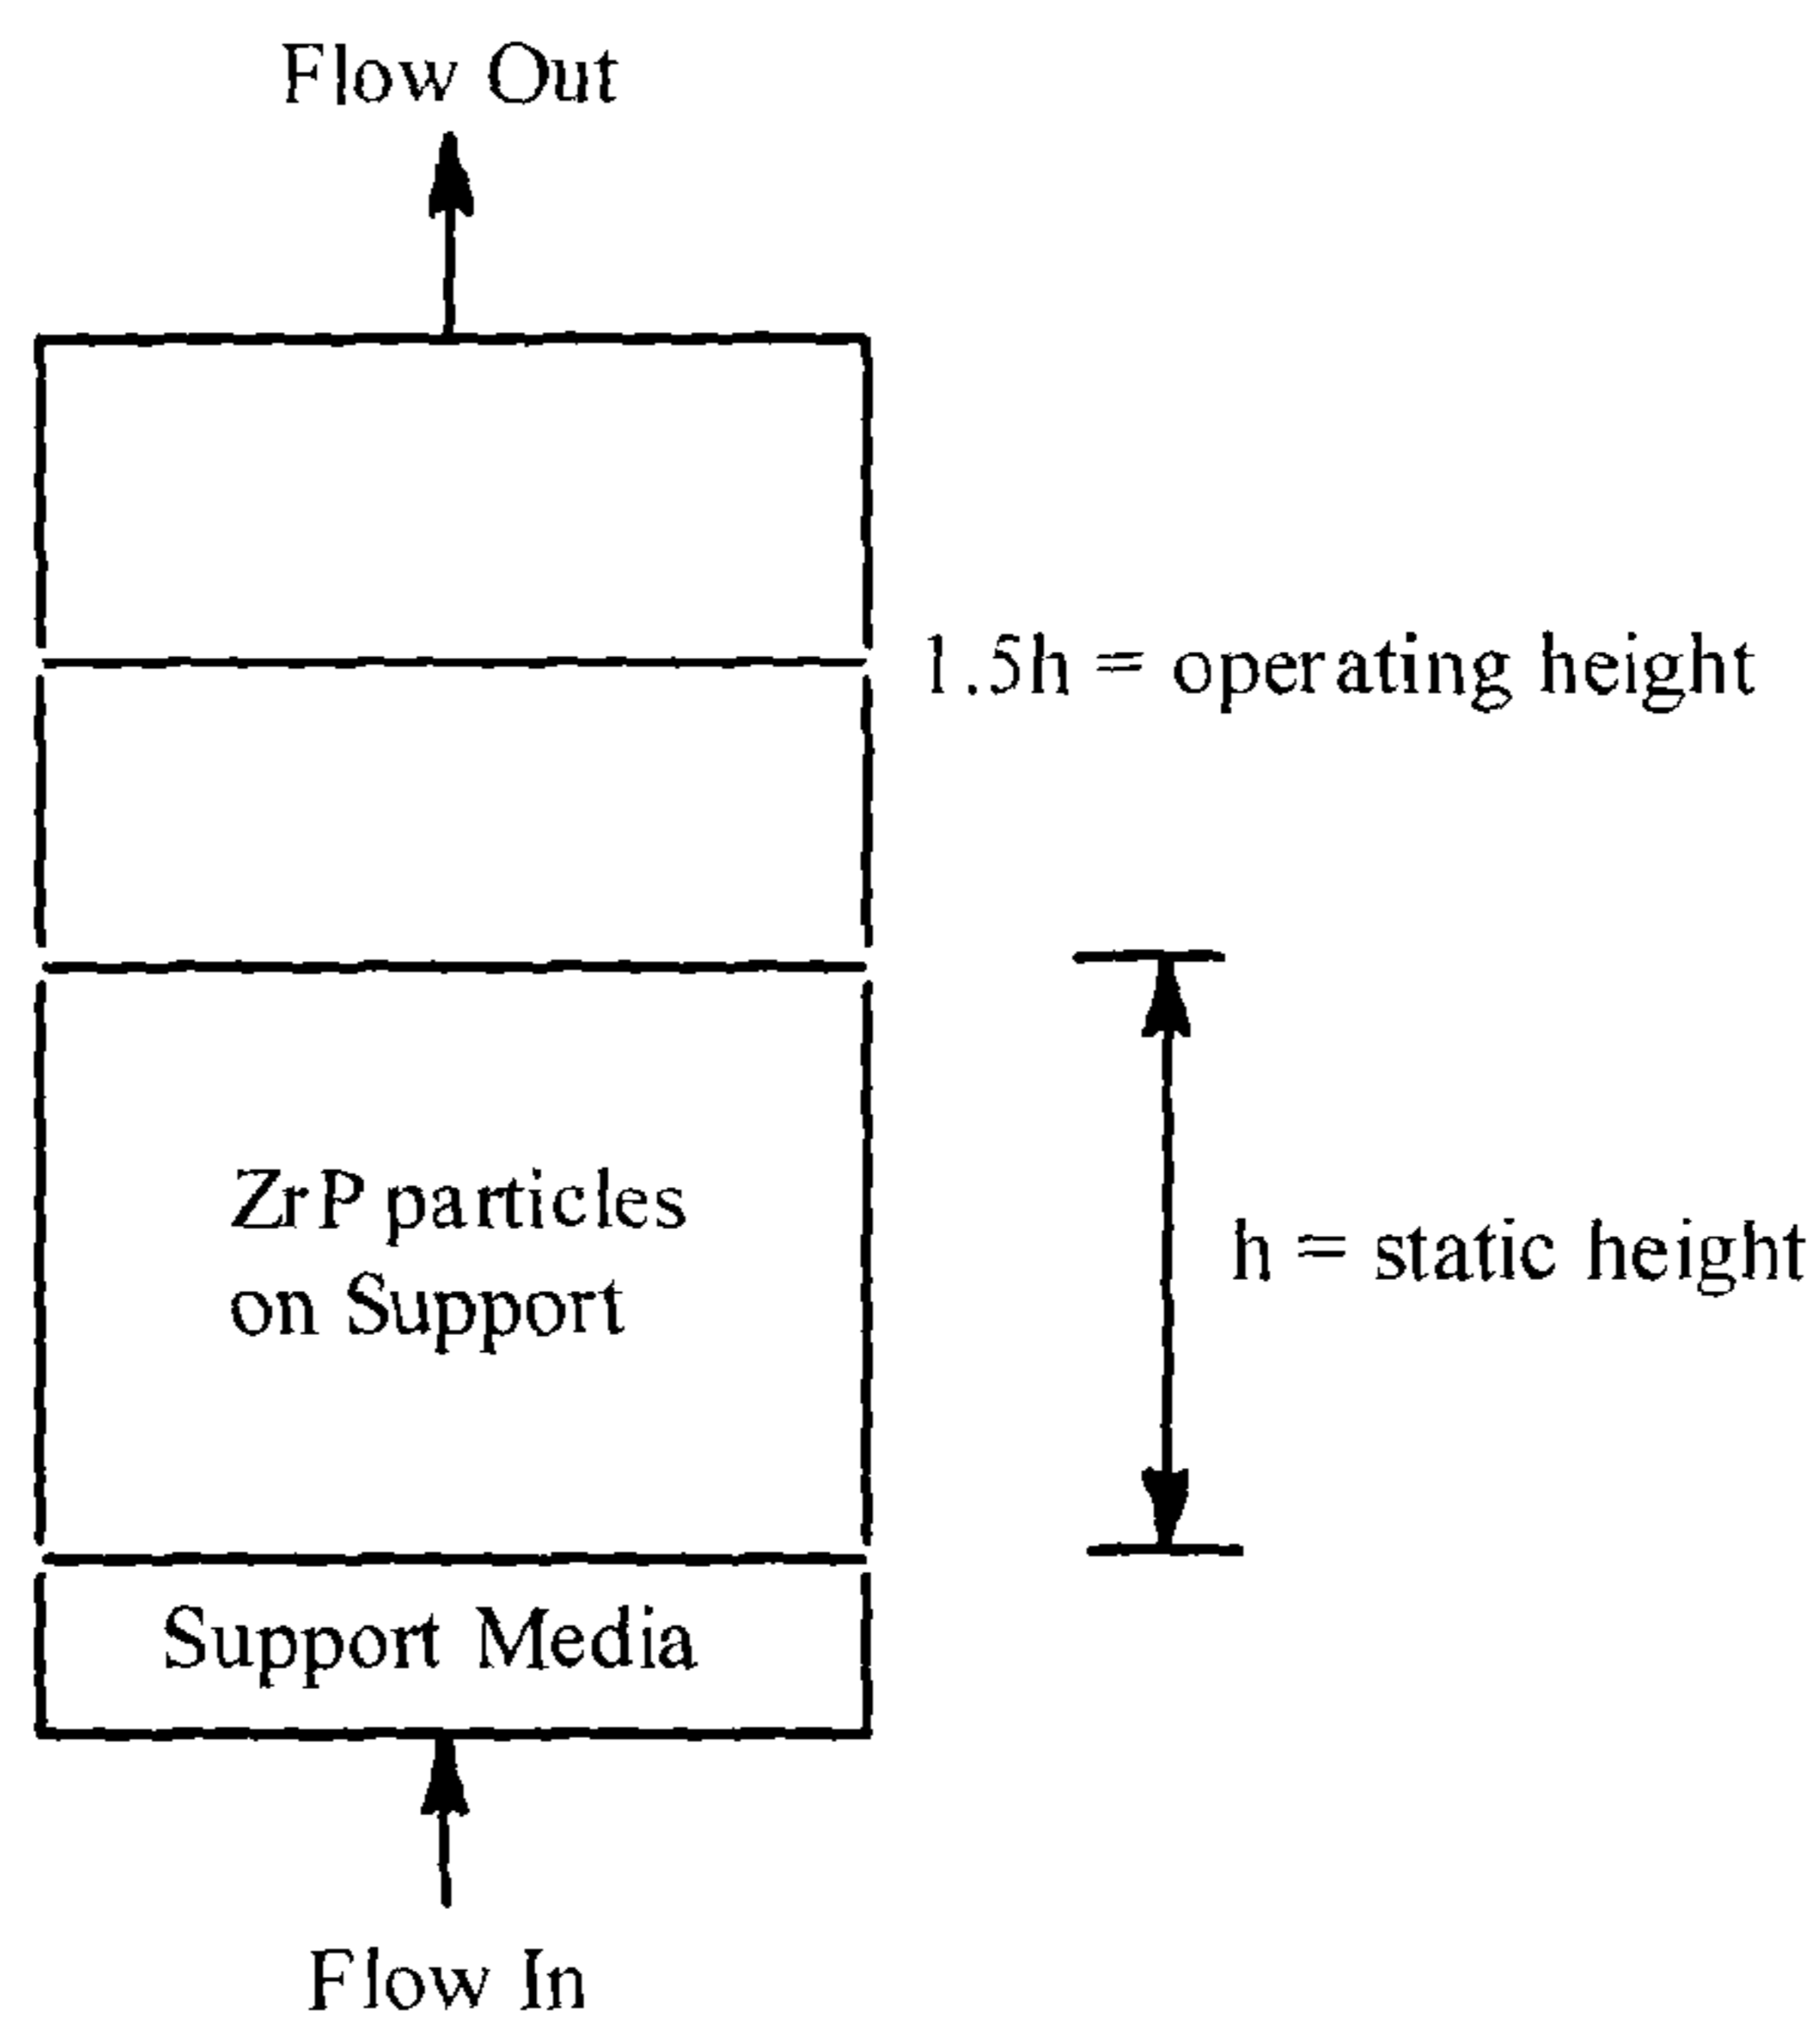 Flow Out
1.5h = operating height
ZrP particles
on Support
h = static height
Support Media
Flow In